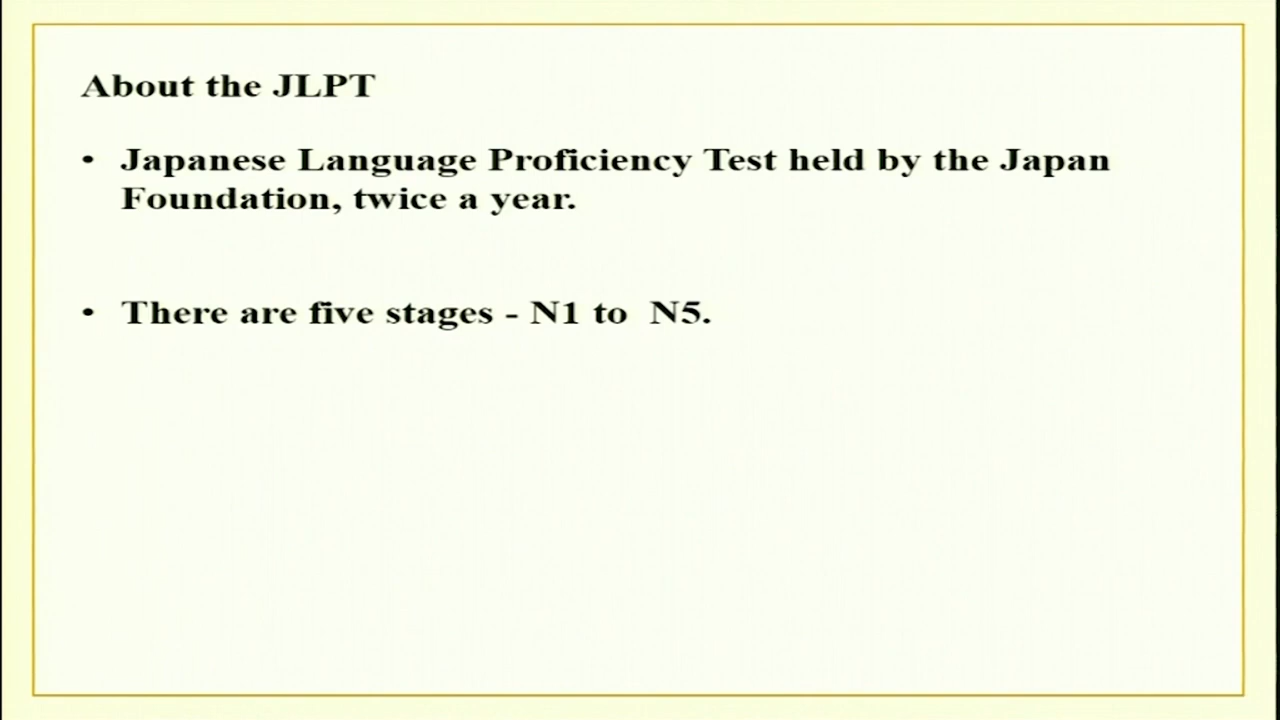 About the JLPT
• Japanese Language Proficiency Test held by the Japan
Foundation, twice a year.
• There are five stages - N1 to  N5.